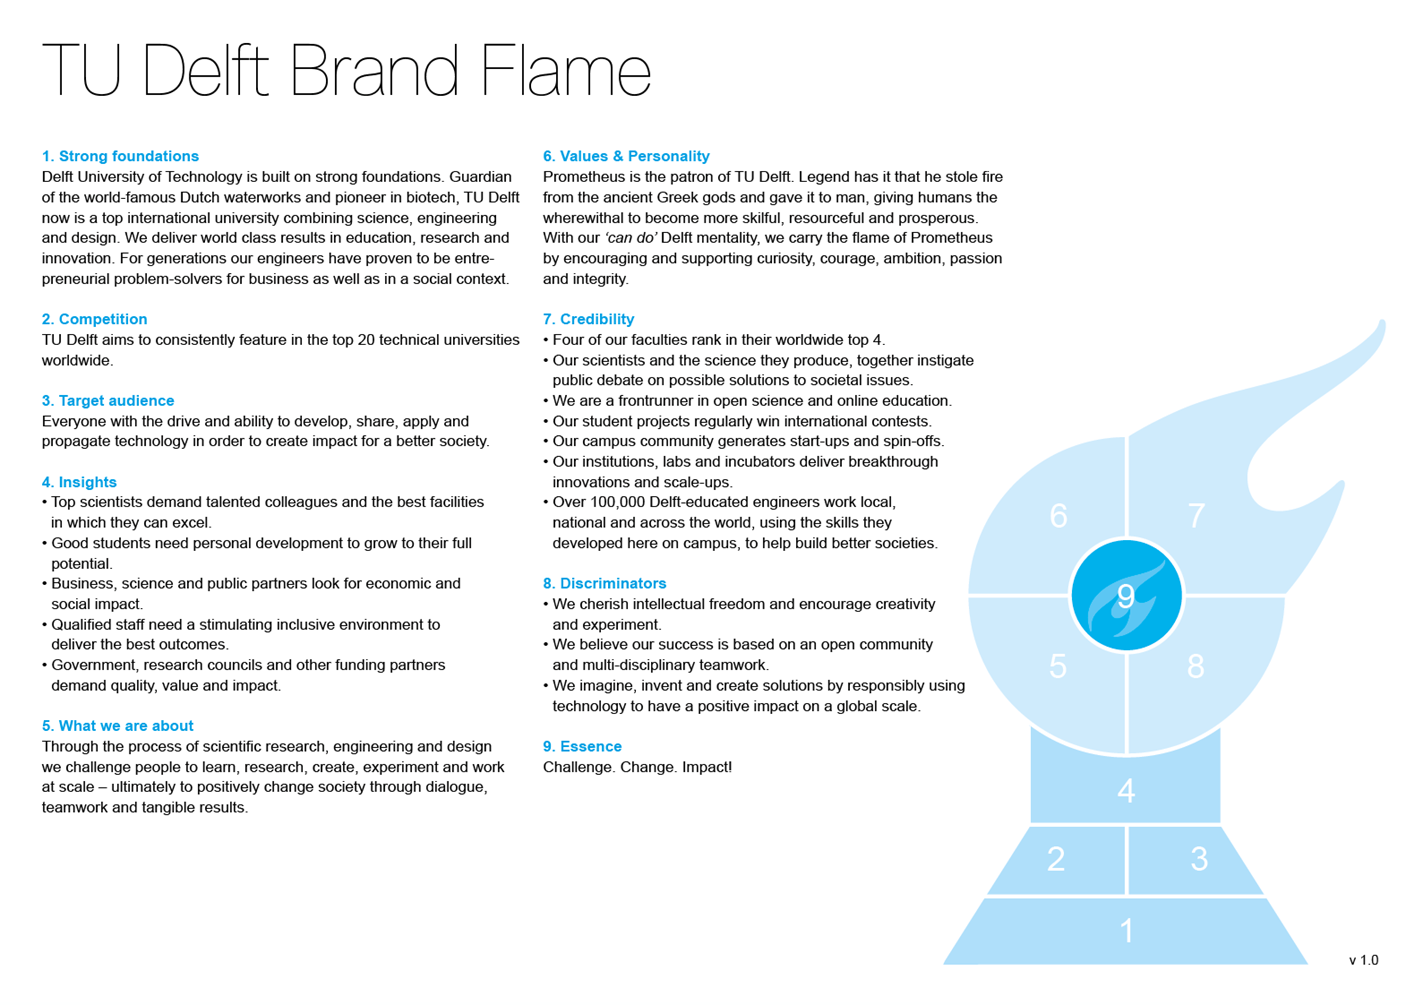 TU Delft Brand Flame
1. Strong foundations
Delft University of Technology is built on strong foundations. Guardian
of the world-famous Dutch waterworks and pioneer in biotech, TU Delft
now is a top international university combining science, engineering
and design. We deliver world class results in education, research and
innovation. For generations our engineers have proven to be entre-
preneurial problem-solvers for business as well as in a social context.
2. Competition
TU Delft aims to consistently feature in the top 20 technical universities
worldwide.
3. Target audience
Everyone with the drive and ability to develop, share, apply and
propagate technology in order to create impact for a better society.
4. Insights
• Top scientists demand talented colleagues and the best facilities
in which they can excel.
• Good students need personal development to grow to their full
potential.
• Business, science and public partners look for economic and
social impact.
• Qualified staff need a stimulating inclusive environment to
deliver the best outcomes.
• Government, research councils and other funding partners
demand quality, value and impact.
5. What we are about
Through the process of scientific research, engineering and design
we challenge people to learn, research, create, experiment and work
at scale – ultimately to positively change society through dialogue,
teamwork and tangible results.
6. Values & Personality
Prometheus is the patron of TU Delft. Legend has it that he stole fire
from the ancient Greek gods and gave it to man, giving humans the
wherewithal to become more skilful, resourceful and prosperous.
With our ‘can do’ Delft mentality, we carry the flame of Prometheus
by encouraging and supporting curiosity, courage, ambition, passion
and integrity.
7. Credibility
• Four of our faculties rank in their worldwide top 4.
• Our scientists and the science they produce, together instigate
public debate on possible solutions to societal issues.
• We are a frontrunner in open science and online education.
• Our student projects regularly win international contests.
• Our campus community generates start-ups and spin-offs.
• Our institutions, labs and incubators deliver breakthrough
innovations and scale-ups.
• Over 100,000 Delft-educated engineers work local,
national and across the world, using the skills they
developed here on campus, to help build better societies.
8. Discriminators
• We cherish intellectual freedom and encourage creativity
and experiment.
• We believe our success is based on an open community
and multi-disciplinary teamwork.
• We imagine, invent and create solutions by responsibly using
technology to have a positive impact on a global scale.
9. Essence
Challenge. Change. Impact!
6 7
9
5 8
4
2 3
1
v 1.0